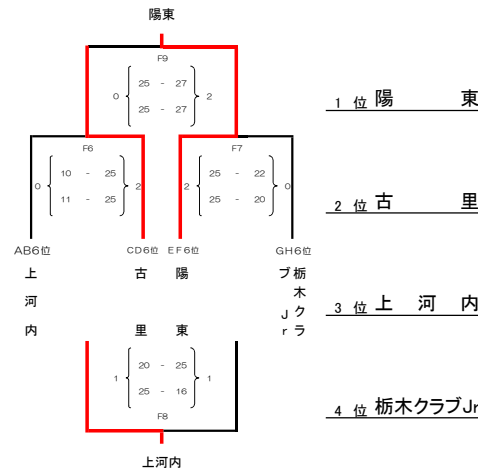 陽東
F9
0 25 - 27 2
25 - 27
1 位 陽 東
F6 F7
0 10 - 25 2 2 25 - 22 0
11 - 25 25 - 20
2 位 古 里
AB6位 CD6位 EF6位 GH6位
上河内 古里 陽東 栃木クラブJr
3 位 上 河 内
1 20 - 25 1
25 - 16
F8
4 位 栃木クラブJr
上河内